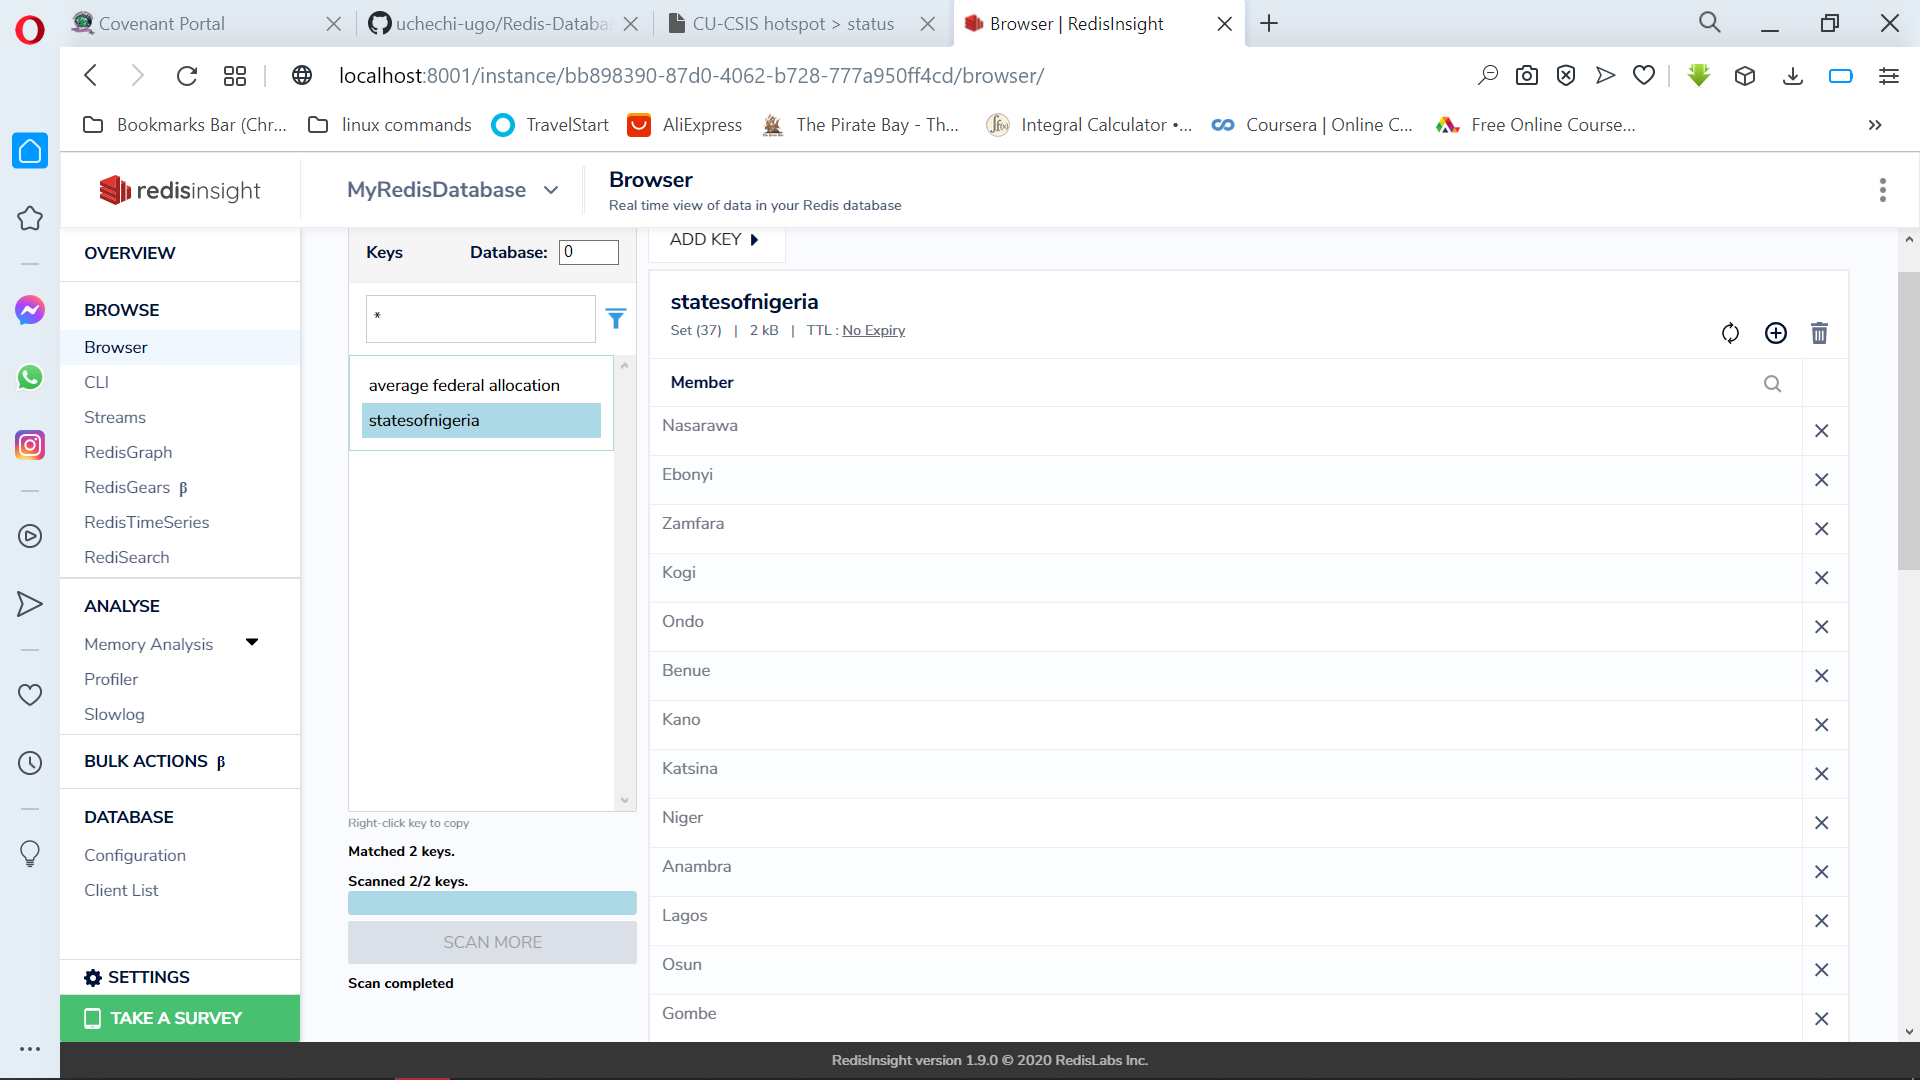 Covenant Portal
uchechi-ugo/Redis-Databa
CU-CSIS hotspot > status
Browser | RedisInsight
localhost:8001/instance/bb898390-87d0-4062-b728-777a950ff4cd/browser/
Bookmarks Bar (Chr...
linux commands
TravelStart
AliExpress
The Pirate Bay - Th...
Integral Calculator •...
Coursera | Online C...
Free Online Course...
redisinsight
MyRedisDatabase
Browser
Real time view of data in your Redis database
OVERVIEW
BROWSE
Browser
CLI
Streams
RedisGraph
RedisGears β
RedisTimeSeries
RediSearch
ANALYSE
Memory Analysis
Profiler
Slowlog
BULK ACTIONS β
DATABASE
Configuration
Client List
SETTINGS
TAKE A SURVEY
Keys
Database: 0
*
average federal allocation
statesofnigeria
Right-click key to copy
Matched 2 keys.
Scanned 2/2 keys.
SCAN MORE
Scan completed
ADD KEY
statesofnigeria
Set (37) | 2 kB | TTL : No Expiry
Member
Nasarawa
Ebonyi
Zamfara
Kogi
Ondo
Benue
Kano
Katsina
Niger
Anambra
Lagos
Osun
Gombe
RedisInsight version 1.9.0 © 2020 RedisLabs Inc.